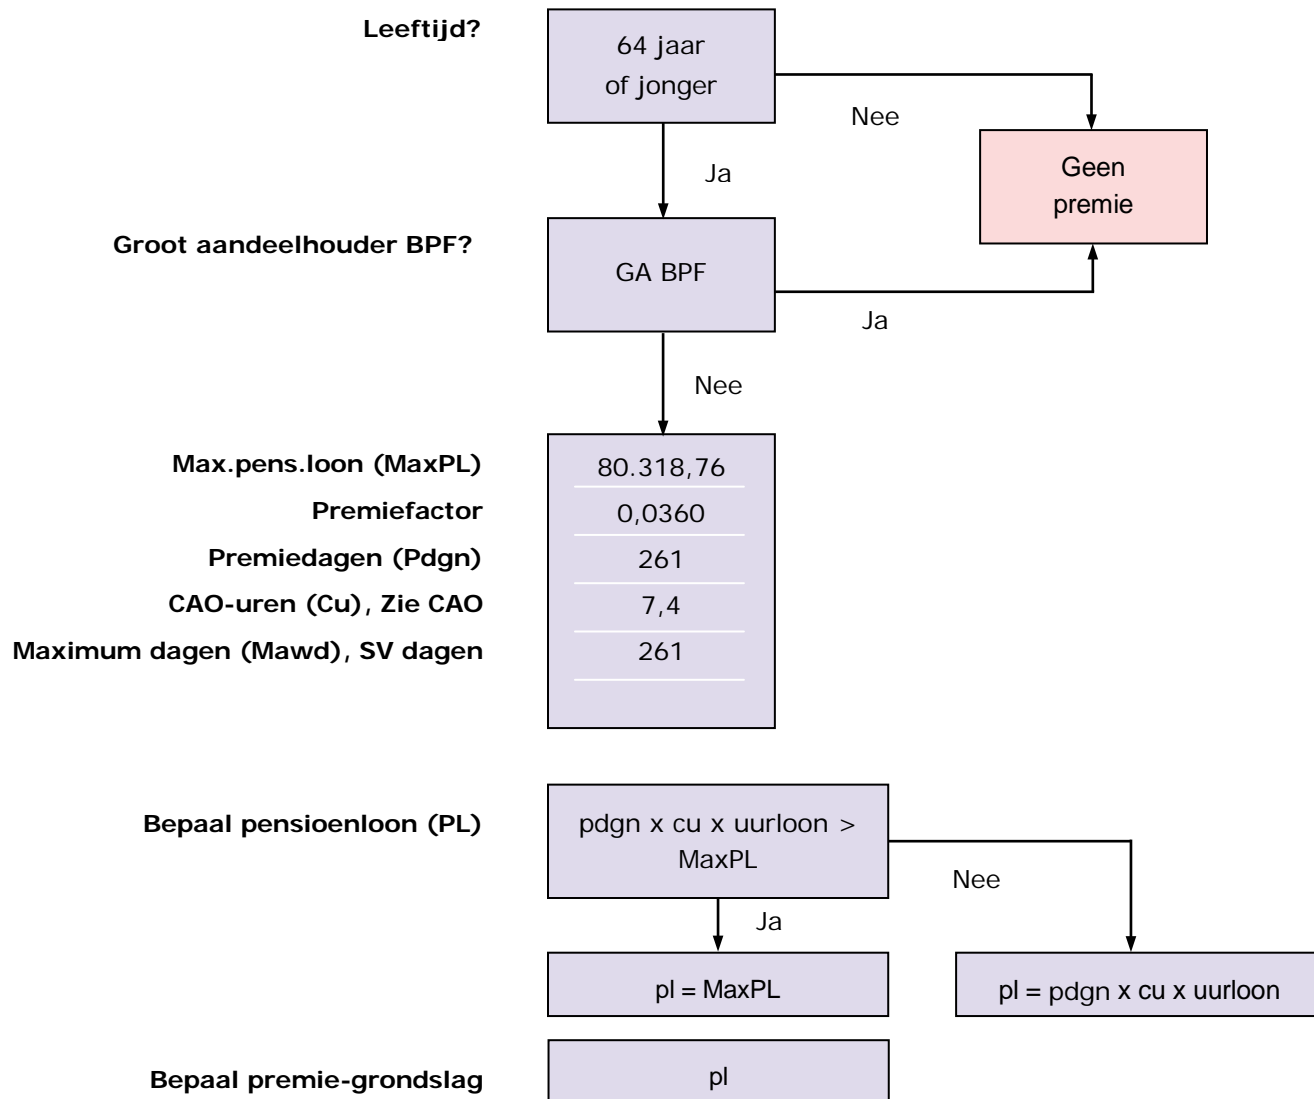 Leeftijd?
64 jaar
of jonger
Nee
Geen
premie
Ja
Groot aandeelhouder BPF?
GA BPF
Ja
Nee
Max.pens.loon (MaxPL)
80.318,76
Premiefactor
0,0360
Premiedagen (Pdgn)
261
CAO-uren (Cu), Zie CAO
7,4
Maximum dagen (Mawd), SV dagen
261
Bepaal pensioenloon (PL)
pdgn x cu x uurloon >
MaxPL
Nee
Ja
pl = MaxPL
pl = pdgn x cu x uurloon
Bepaal premie-grondslag
pl